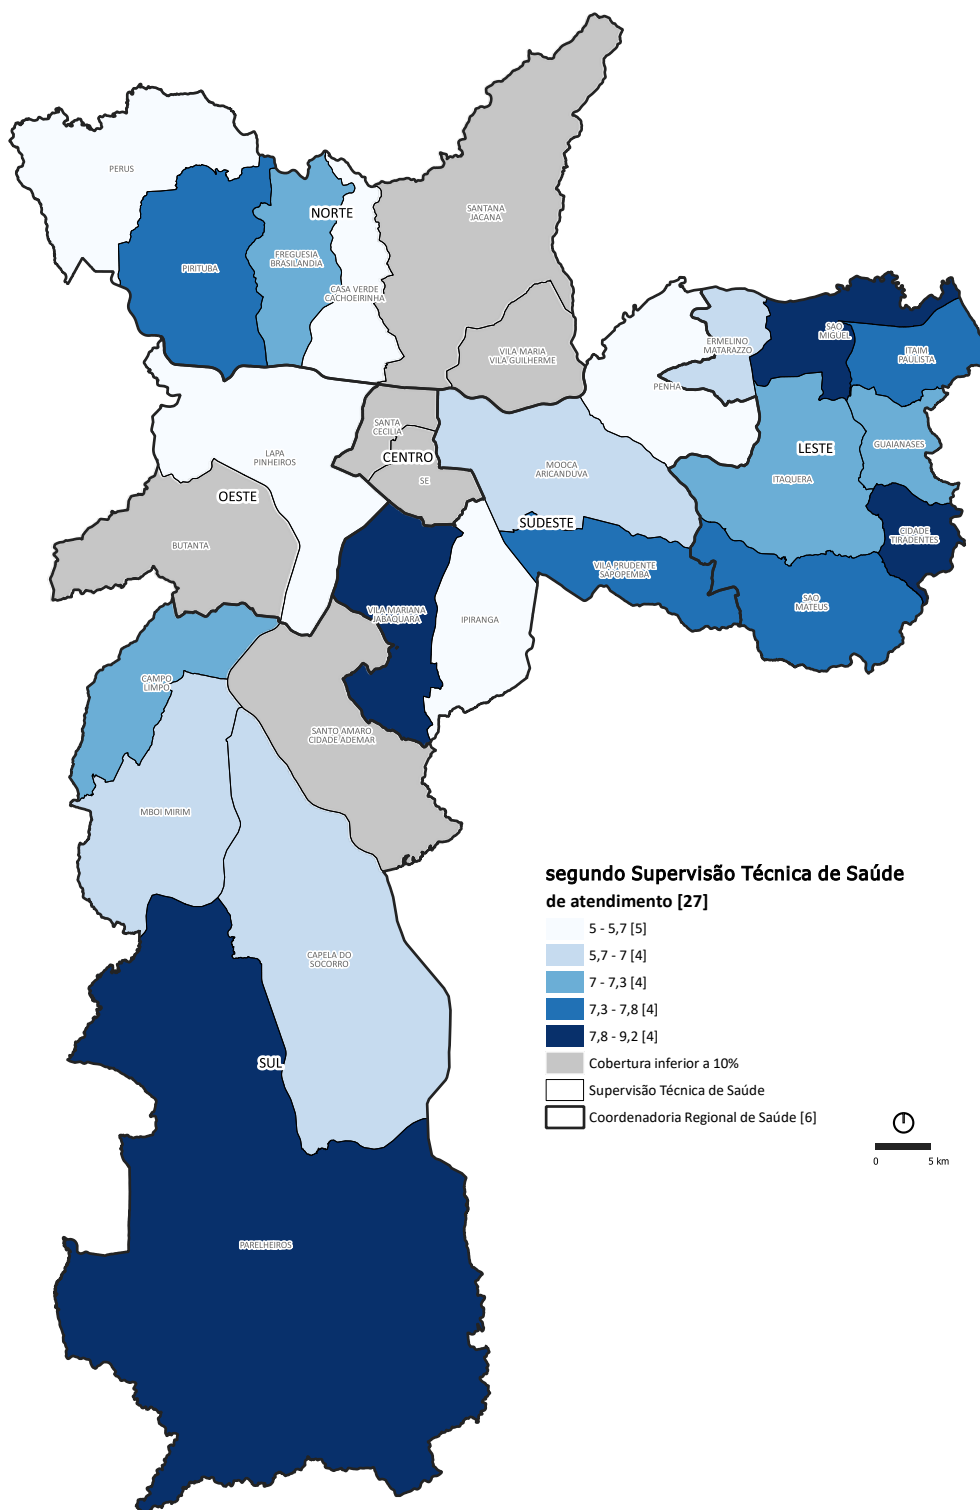 PERUS
SANTANA
JACANA
NORTE
FREGUESIA
BRASILANDIA
PIRITUBA
CASA VERDE
CACHOEIRINHA
SAO
MIGUEL
ERMELINO
MATARAZZO
ITAIM
PAULISTA
VILA MARIA
VILA GUILHERME
PENHA
SANTA
CECILIA
GUAIANASES
LESTE
CENTRO
LAPA
PINHEIROS
MOOCA
ARICANDUVA
SE
ITAQUERA
OESTE
SUDESTE
CIDADE
TIRADENTES
BUTANTA
VILA PRUDENTE
SAPOPEMBA
SAO
MATEUS
VILA MARIANA
JABAQUARA
IPIRANGA
CAMPO
LIMPO
SANTO AMARO
CIDADE ADEMAR
MBOI MIRIM
segundo Supervisão Técnica de Saúde
de atendimento [27]
5 - 5,7 [5]
5,7 - 7 [4]
7 - 7,3 [4]
7,3 - 7,8 [4]
7,8 - 9,2 [4]
Cobertura inferior a 10%
Supervisão Técnica de Saúde
Coordenadoria Regional de Saúde [6]
0 5 km
CAPELA DO
SOCORRO
SUL
PARELHEIROS